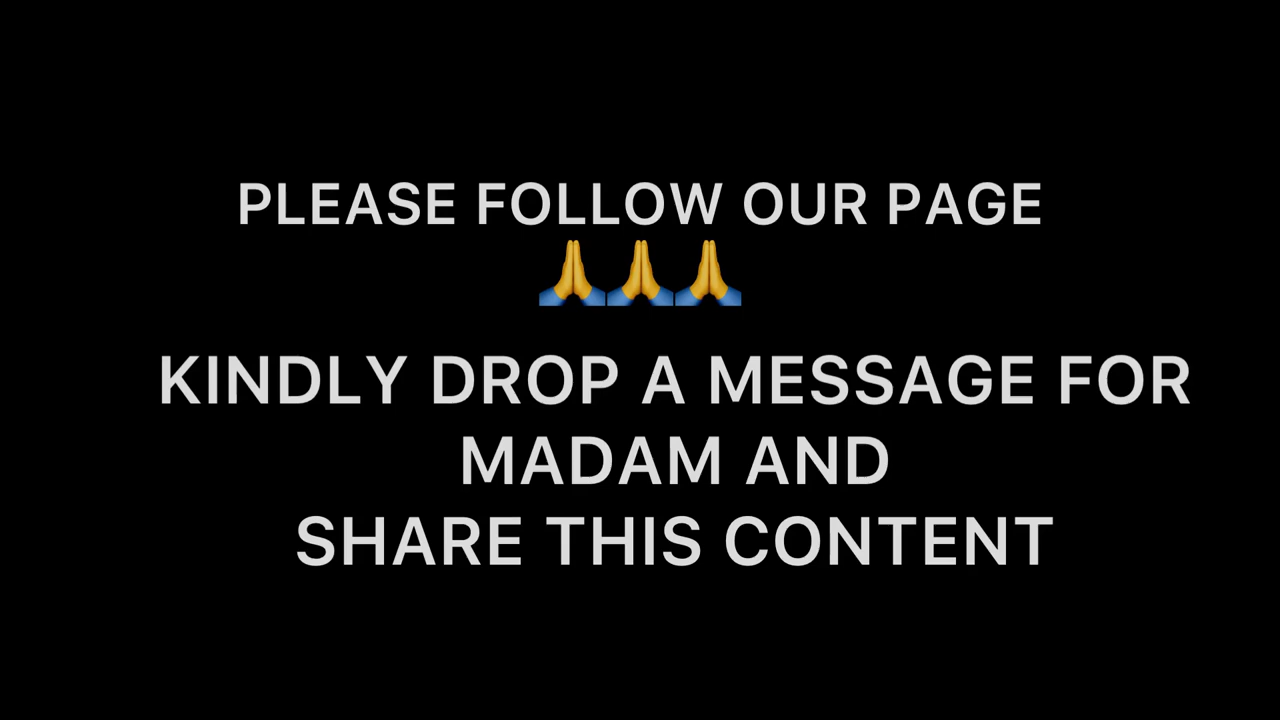 PLEASE FOLLOW OUR PAGE
🙏🙏🙏
KINDLY DROP A MESSAGE FOR
MADAM AND
SHARE THIS CONTENT